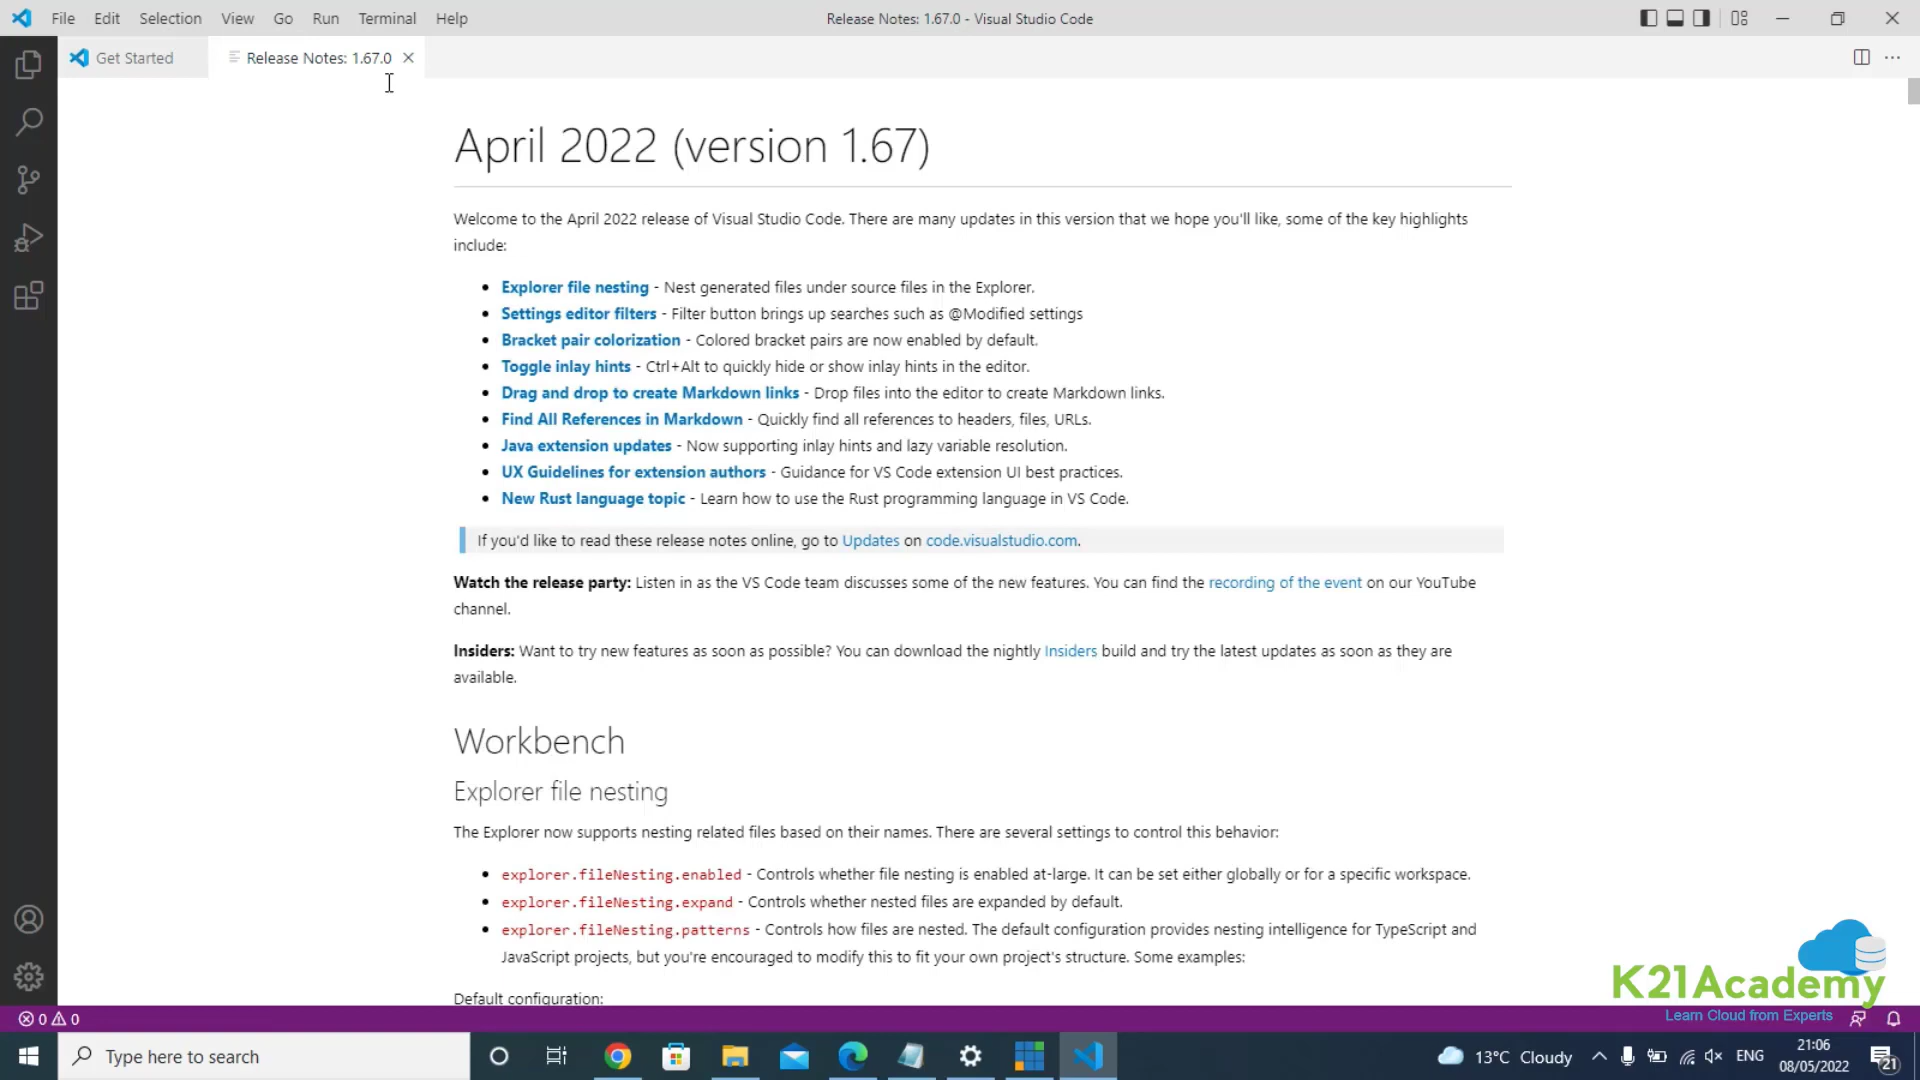 File Edit Selection View Go Run Terminal Help
Release Notes: 1.67.0 - Visual Studio Code
Get Started
Release Notes: 1.67.0
April 2022 (version 1.67)
Welcome to the April 2022 release of Visual Studio Code. There are many updates in this version that we hope you'll like, some of the key highlights
include:
Explorer file nesting - Nest generated files under source files in the Explorer.
Settings editor filters - Filter button brings up searches such as @Modified settings
Bracket pair colorization - Colored bracket pairs are now enabled by default.
Toggle inlay hints - Ctrl+Alt to quickly hide or show inlay hints in the editor.
Drag and drop to create Markdown links - Drop files into the editor to create Markdown links.
Find All References in Markdown - Quickly find all references to headers, files, URLs.
Java extension updates - Now supporting inlay hints and lazy variable resolution.
UX Guidelines for extension authors - Guidance for VS Code extension UI best practices.
New Rust language topic - Learn how to use the Rust programming language in VS Code.
If you'd like to read these release notes online, go to Updates on code.visualstudio.com.
Watch the release party: Listen in as the VS Code team discusses some of the new features. You can find the recording of the event on our YouTube
channel.
Insiders: Want to try new features as soon as possible? You can download the nightly Insiders build and try the latest updates as soon as they are
available.
Workbench
Explorer file nesting
The Explorer now supports nesting related files based on their names. There are several settings to control this behavior:
explorer.fileNesting.enabled - Controls whether file nesting is enabled at-large. It can be set either globally or for a specific workspace.
explorer.fileNesting.expand - Controls whether nested files are expanded by default.
explorer.fileNesting.patterns - Controls how files are nested. The default configuration provides nesting intelligence for TypeScript and
JavaScript projects, but you're encouraged to modify this to fit your own project's structure. Some examples:
Default configuration:
K21Academy
Learn Cloud from Experts
0 0
Type here to search
13°C Cloudy
ENG
21:06
08/05/2022
21